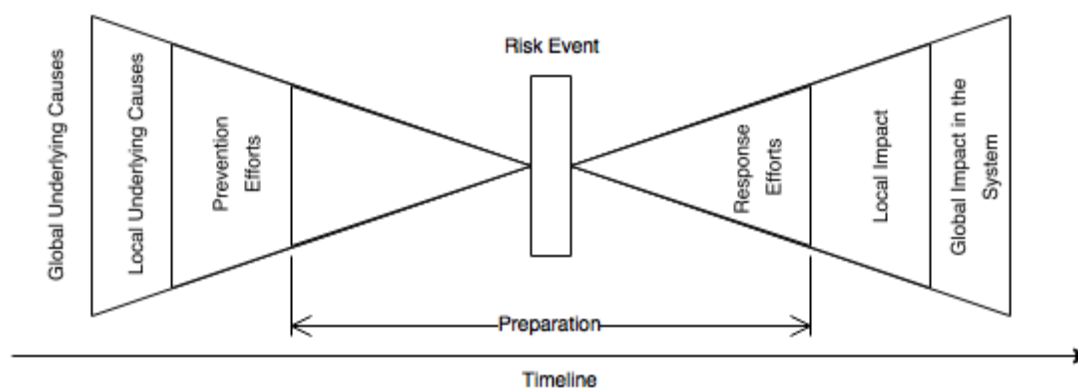 Risk Event
Global Underlying Causes
Local Underlying Causes
Prevention
Efforts
Response
Efforts
Local Impact
Global Impact in the
System
Preparation
Timeline